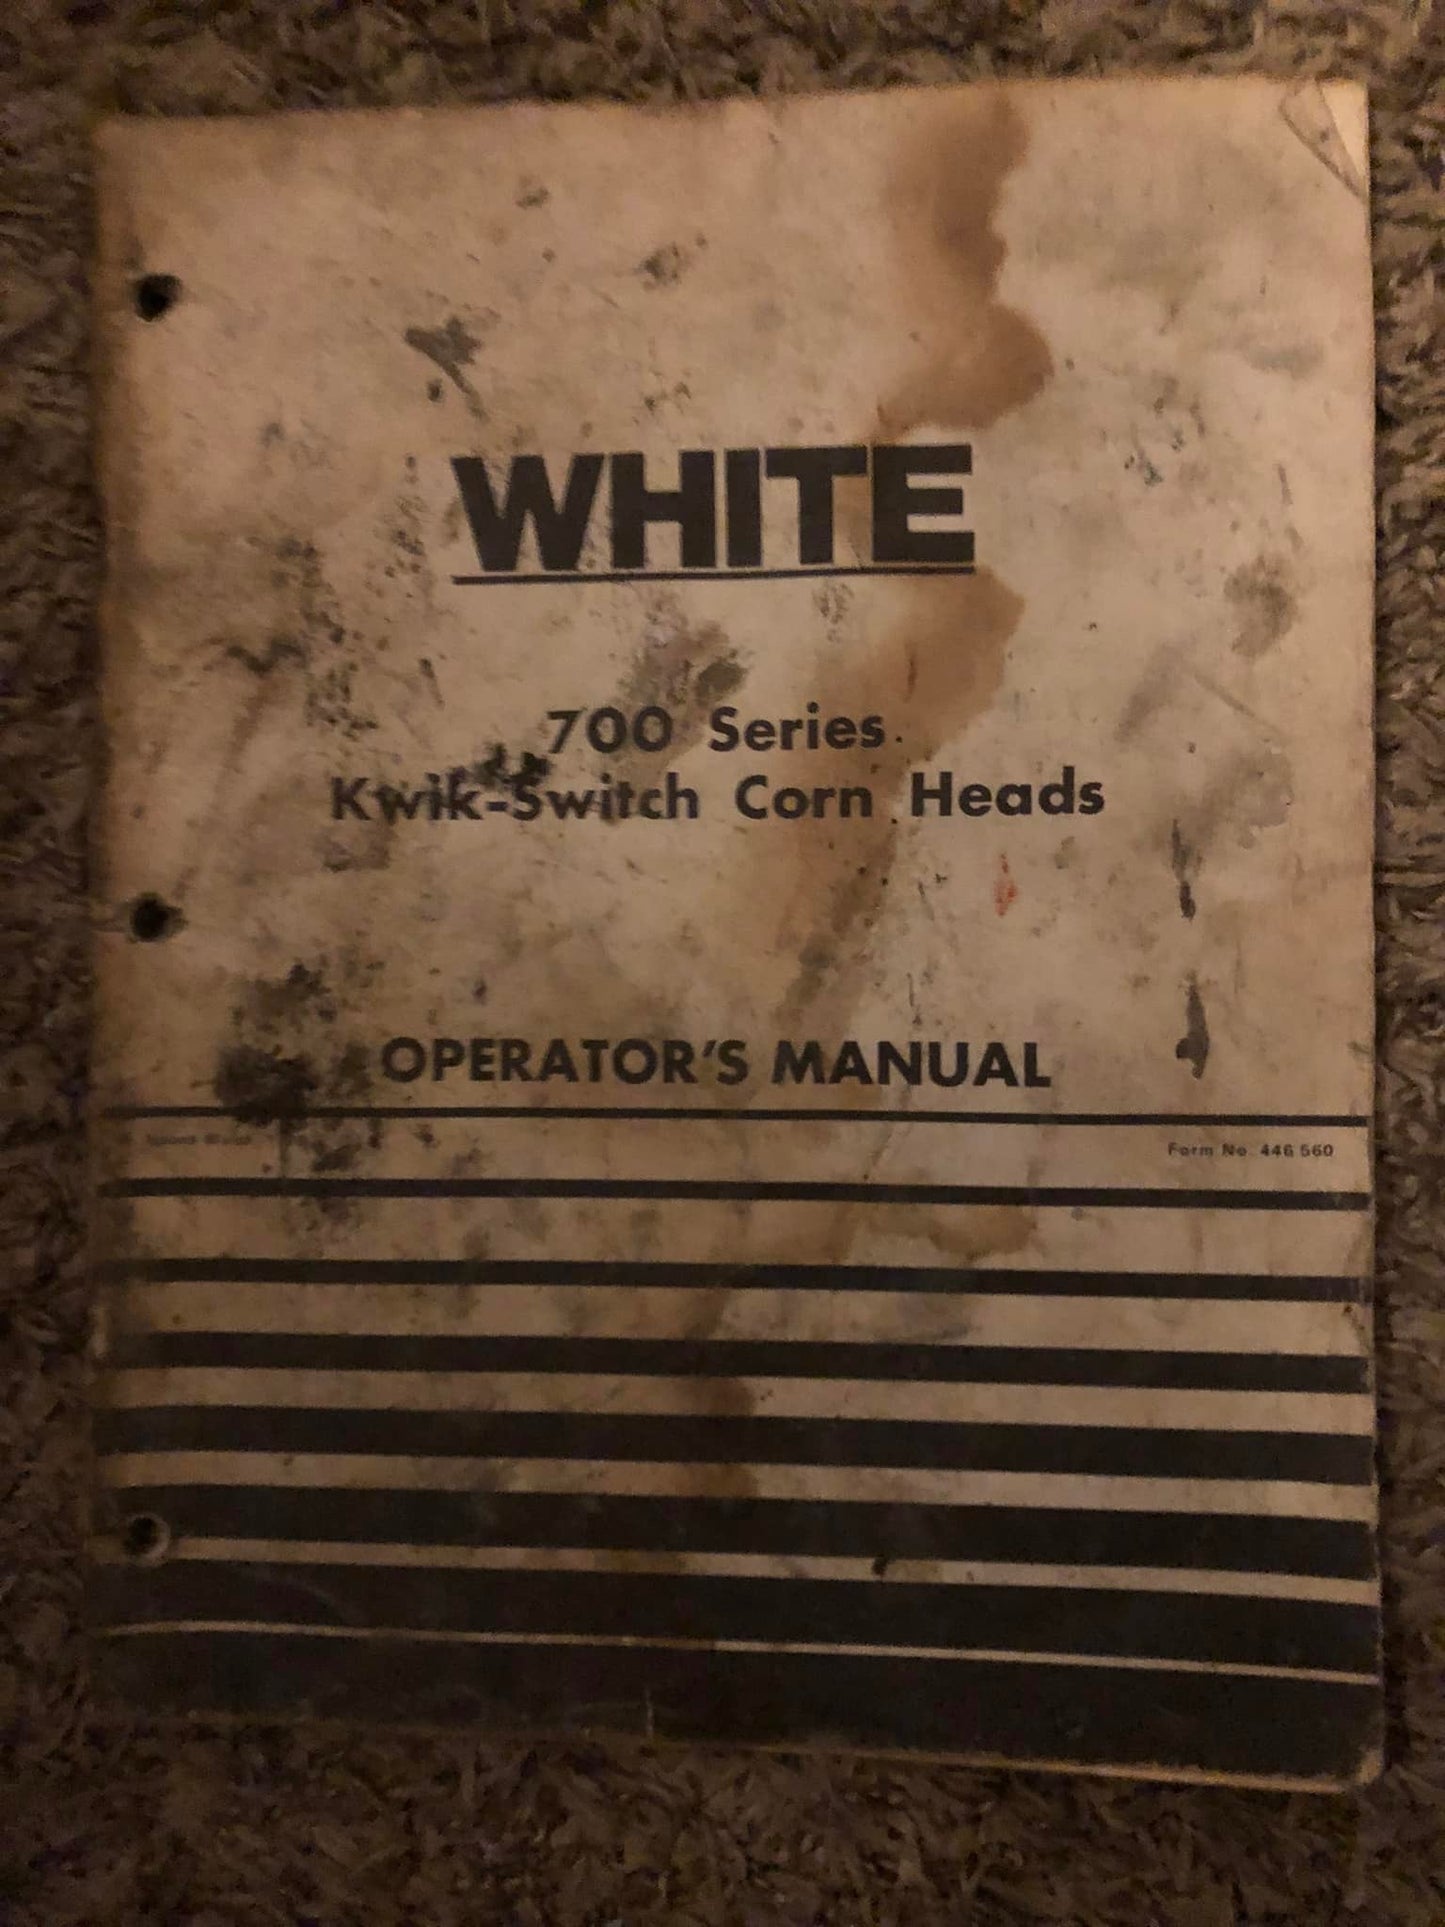 WHITE
700 Series
Kwik-Switch Corn Heads
OPERATOR'S MANUAL
Form No. 446 560